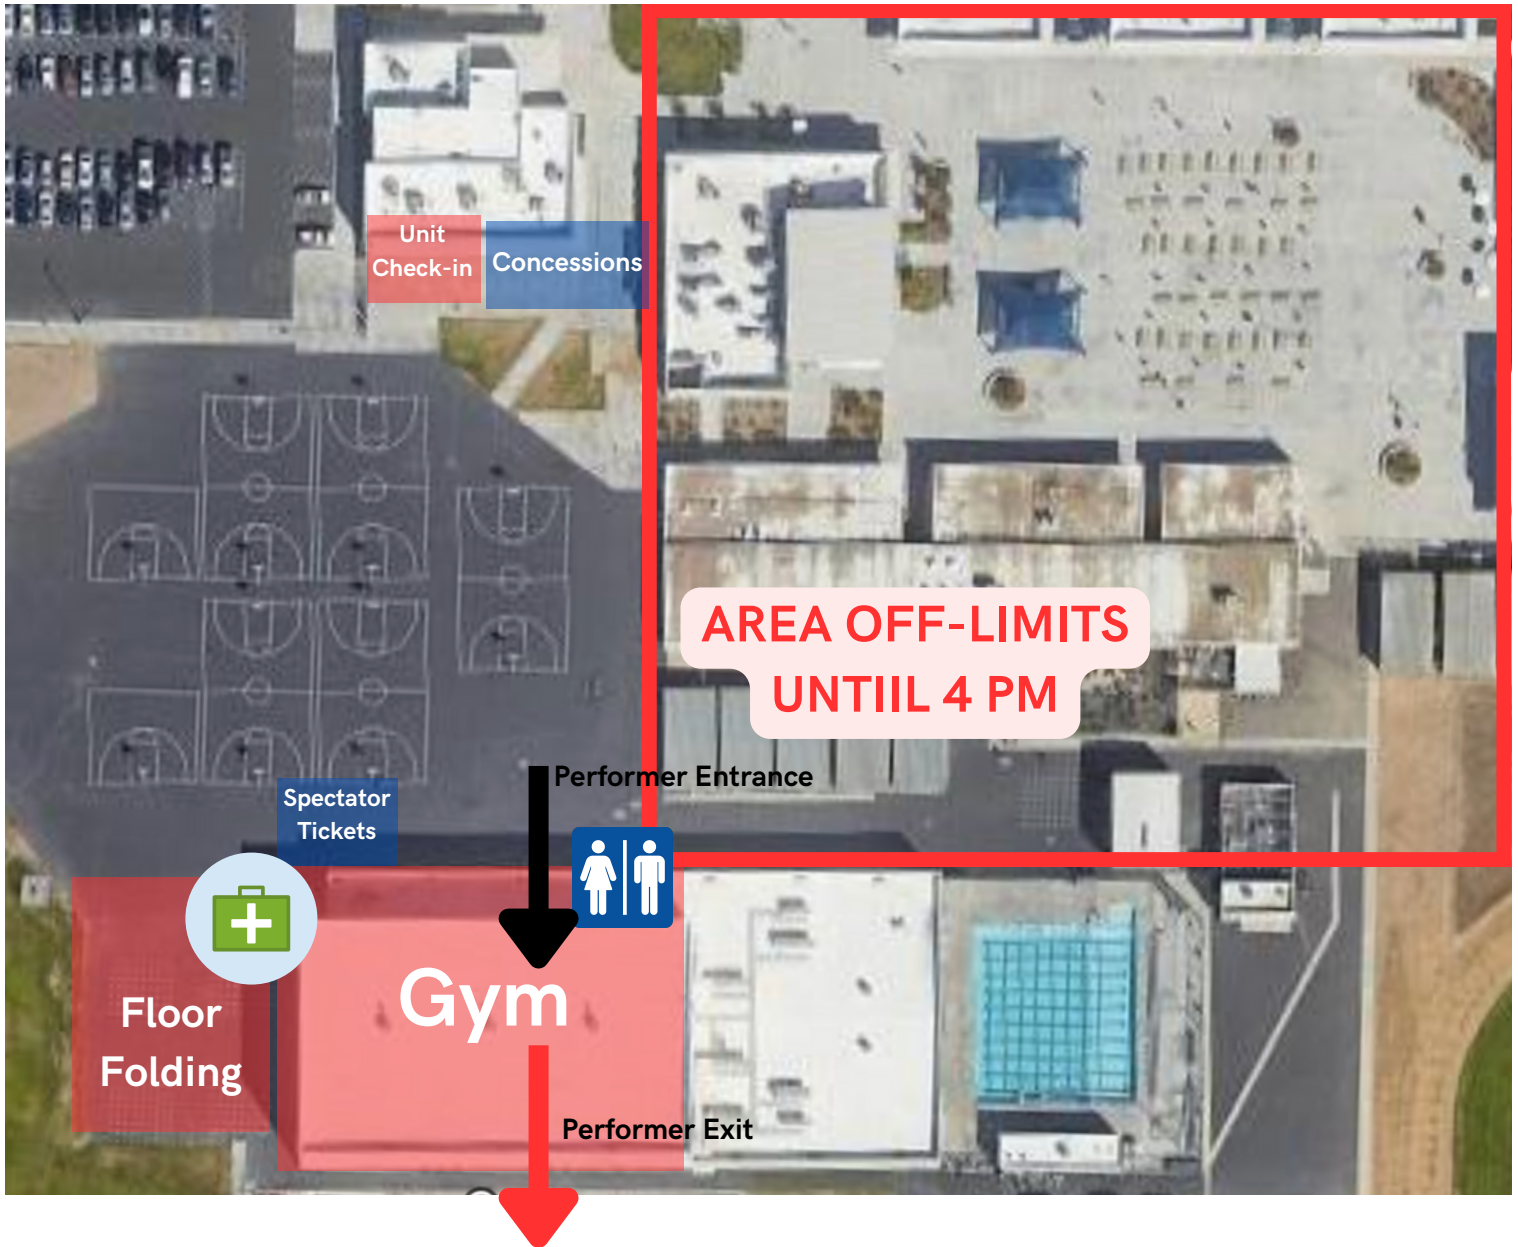 Unit
Check-in
Concessions
AREA OFF-LIMITS
UNTIIL 4 PM
Performer Entrance
Spectator
Tickets
Gym
Floor
Folding
Performer Exit